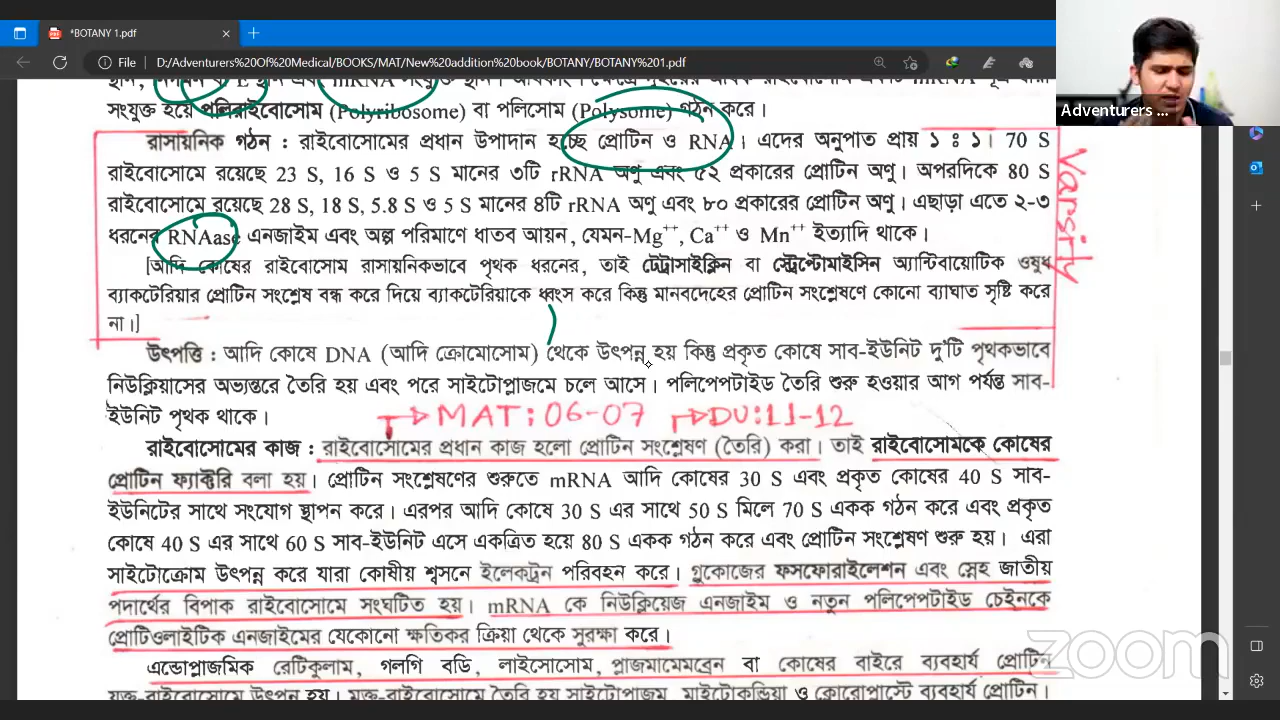 *BOTANY 1.pdf
File
D:/Adventurers%20Of%20Medical/BOOKS/MAT/New%20addition%20book/BOTANY/BOTANY%201.pdf
Adventurers ...
সংযুক্ত হয়ে পলিরাইবোসোম (Polyribosome) বা পলিসোম (Polysome) গঠন করে।
রাসায়নিক গঠন : রাইবোসোমের প্রধান উপাদান হচ্ছে প্রোটিন ও RNA। এদের অনুপাত প্রায় ১ ঃ ১। 70 S
রাইবোসোমে রয়েছে 23 S, 16 S ও 5 S মানের ৩টি rRNA অণু এবং ৫২ প্রকারের প্রোটিন অণু। অপরদিকে 80 S
রাইবোসোমে রয়েছে 28 S, 18 S, 5.8 S ও 5 S মানের ৪টি rRNA অণু এবং ৮০ প্রকারের প্রোটিন অণু। এছাড়া এতে ২-৩
ধরনের RNAase এনজাইম এবং অল্প পরিমাণে ধাতব আয়ন, যেমন-Mg⁺⁺, Ca⁺⁺ ও Mn⁺⁺ ইত্যাদি থাকে।
[আদি কোষের রাইবোসোম রাসায়নিকভাবে পৃথক ধরনের, তাই টেট্রাসাইক্লিন বা স্ট্রেপ্টোমাইসিন অ্যান্টিবায়োটিক ওষুধ
ব্যাকটেরিয়ার প্রোটিন সংশ্লেষ বন্ধ করে দিয়ে ব্যাকটেরিয়াকে ধ্বংস করে কিন্তু মানবদেহের প্রোটিন সংশ্লেষণে কোনো ব্যাঘাত সৃষ্টি করে
না।]
Varsity
উৎপত্তি : আদি কোষে DNA (আদি ক্রোমোসোম) থেকে উৎপন্ন হয় কিন্তু প্রকৃত কোষে সাব-ইউনিট দু'টি পৃথকভাবে
নিউক্লিয়াসের অভ্যন্তরে তৈরি হয় এবং পরে সাইটোপ্লাজমে চলে আসে। পলিপেপটাইড তৈরি শুরু হওয়ার আগ পর্যন্ত সাব-
ইউনিট পৃথক থাকে।
MAT: 06-07 DU:11-12
রাইবোসোমের কাজ : রাইবোসোমের প্রধান কাজ হলো প্রোটিন সংশ্লেষণ (তৈরি) করা। তাই রাইবোসোমকে কোষের
প্রোটিন ফ্যাক্টরি বলা হয়। প্রোটিন সংশ্লেষণের শুরুতে mRNA আদি কোষের 30 S এবং প্রকৃত কোষের 40 S সাব-
ইউনিটের সাথে সংযোগ স্থাপন করে। এরপর আদি কোষে 30 S এর সাথে 50 S মিলে 70 S একক গঠন করে এবং প্রকৃত
কোষে 40 S এর সাথে 60 S সাব-ইউনিট এসে একত্রিত হয়ে 80 S একক গঠন করে এবং প্রোটিন সংশ্লেষণ শুরু হয়। এরা
সাইটোক্রোম উৎপন্ন করে যারা কোষীয় শ্বসনে ইলেকট্রন পরিবহন করে। গ্লুকোজের ফসফোরাইলেশন এবং স্নেহ জাতীয়
পদার্থের বিপাক রাইবোসোমে সংঘটিত হয়। mRNA কে নিউক্লিয়েজ এনজাইম ও নতুন পলিপেপটাইড চেইনকে
প্রোটিওলাইটিক এনজাইমের যেকোনো ক্ষতিকর ক্রিয়া থেকে সুরক্ষা করে।
এন্ডোপ্লাজমিক রেটিকুলাম, গলগি বডি, লাইসোসোম, প্লাজমামেমব্রেন বা কোষের বাইরে ব্যবহার্য প্রোটিন
যুক্ত-রাইবোসোমে উৎপন্ন হয়। মুক্ত-রাইবোসোমে তৈরি হয় সাইটোপ্লাজম, মাইটোকন্ড্রিয়া ও ক্লোরোপ্লাস্টে ব্যবহার্য প্রোটিন।
zoom